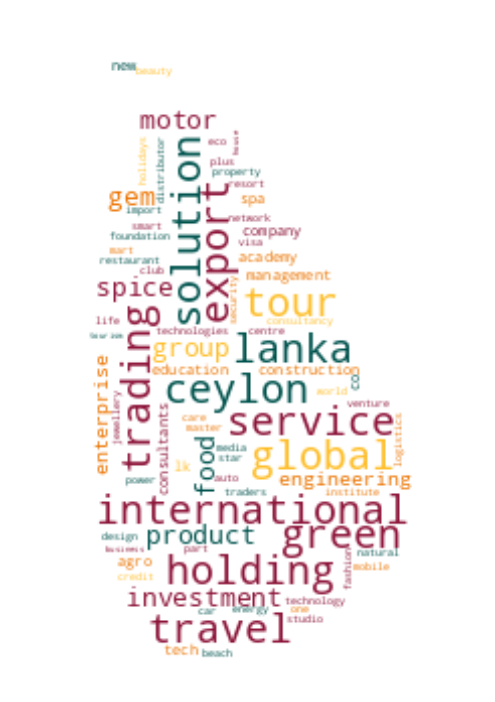 new
beauty
motor
eco
house
holidays
distributor
solution
plus
property
export
resort
gem
spa
import
network
smart
company
foundation
visa
mart
academy
restaurant
club
management
spice
security
tour
life
consultancy
technologies
centre
tourism
trading
group
lanka
education
construction
enterprise
ceylon
co
world
jewellery
consultants
venture
care
service
master
logistics
food
media
star
global
lk
power
auto
engineering
traders
institute
international
design
product
green
business
part
fashion
natural
agro
holding
mobile
credit
investment
technology
car
energy
one
travel
studio
tech
beach